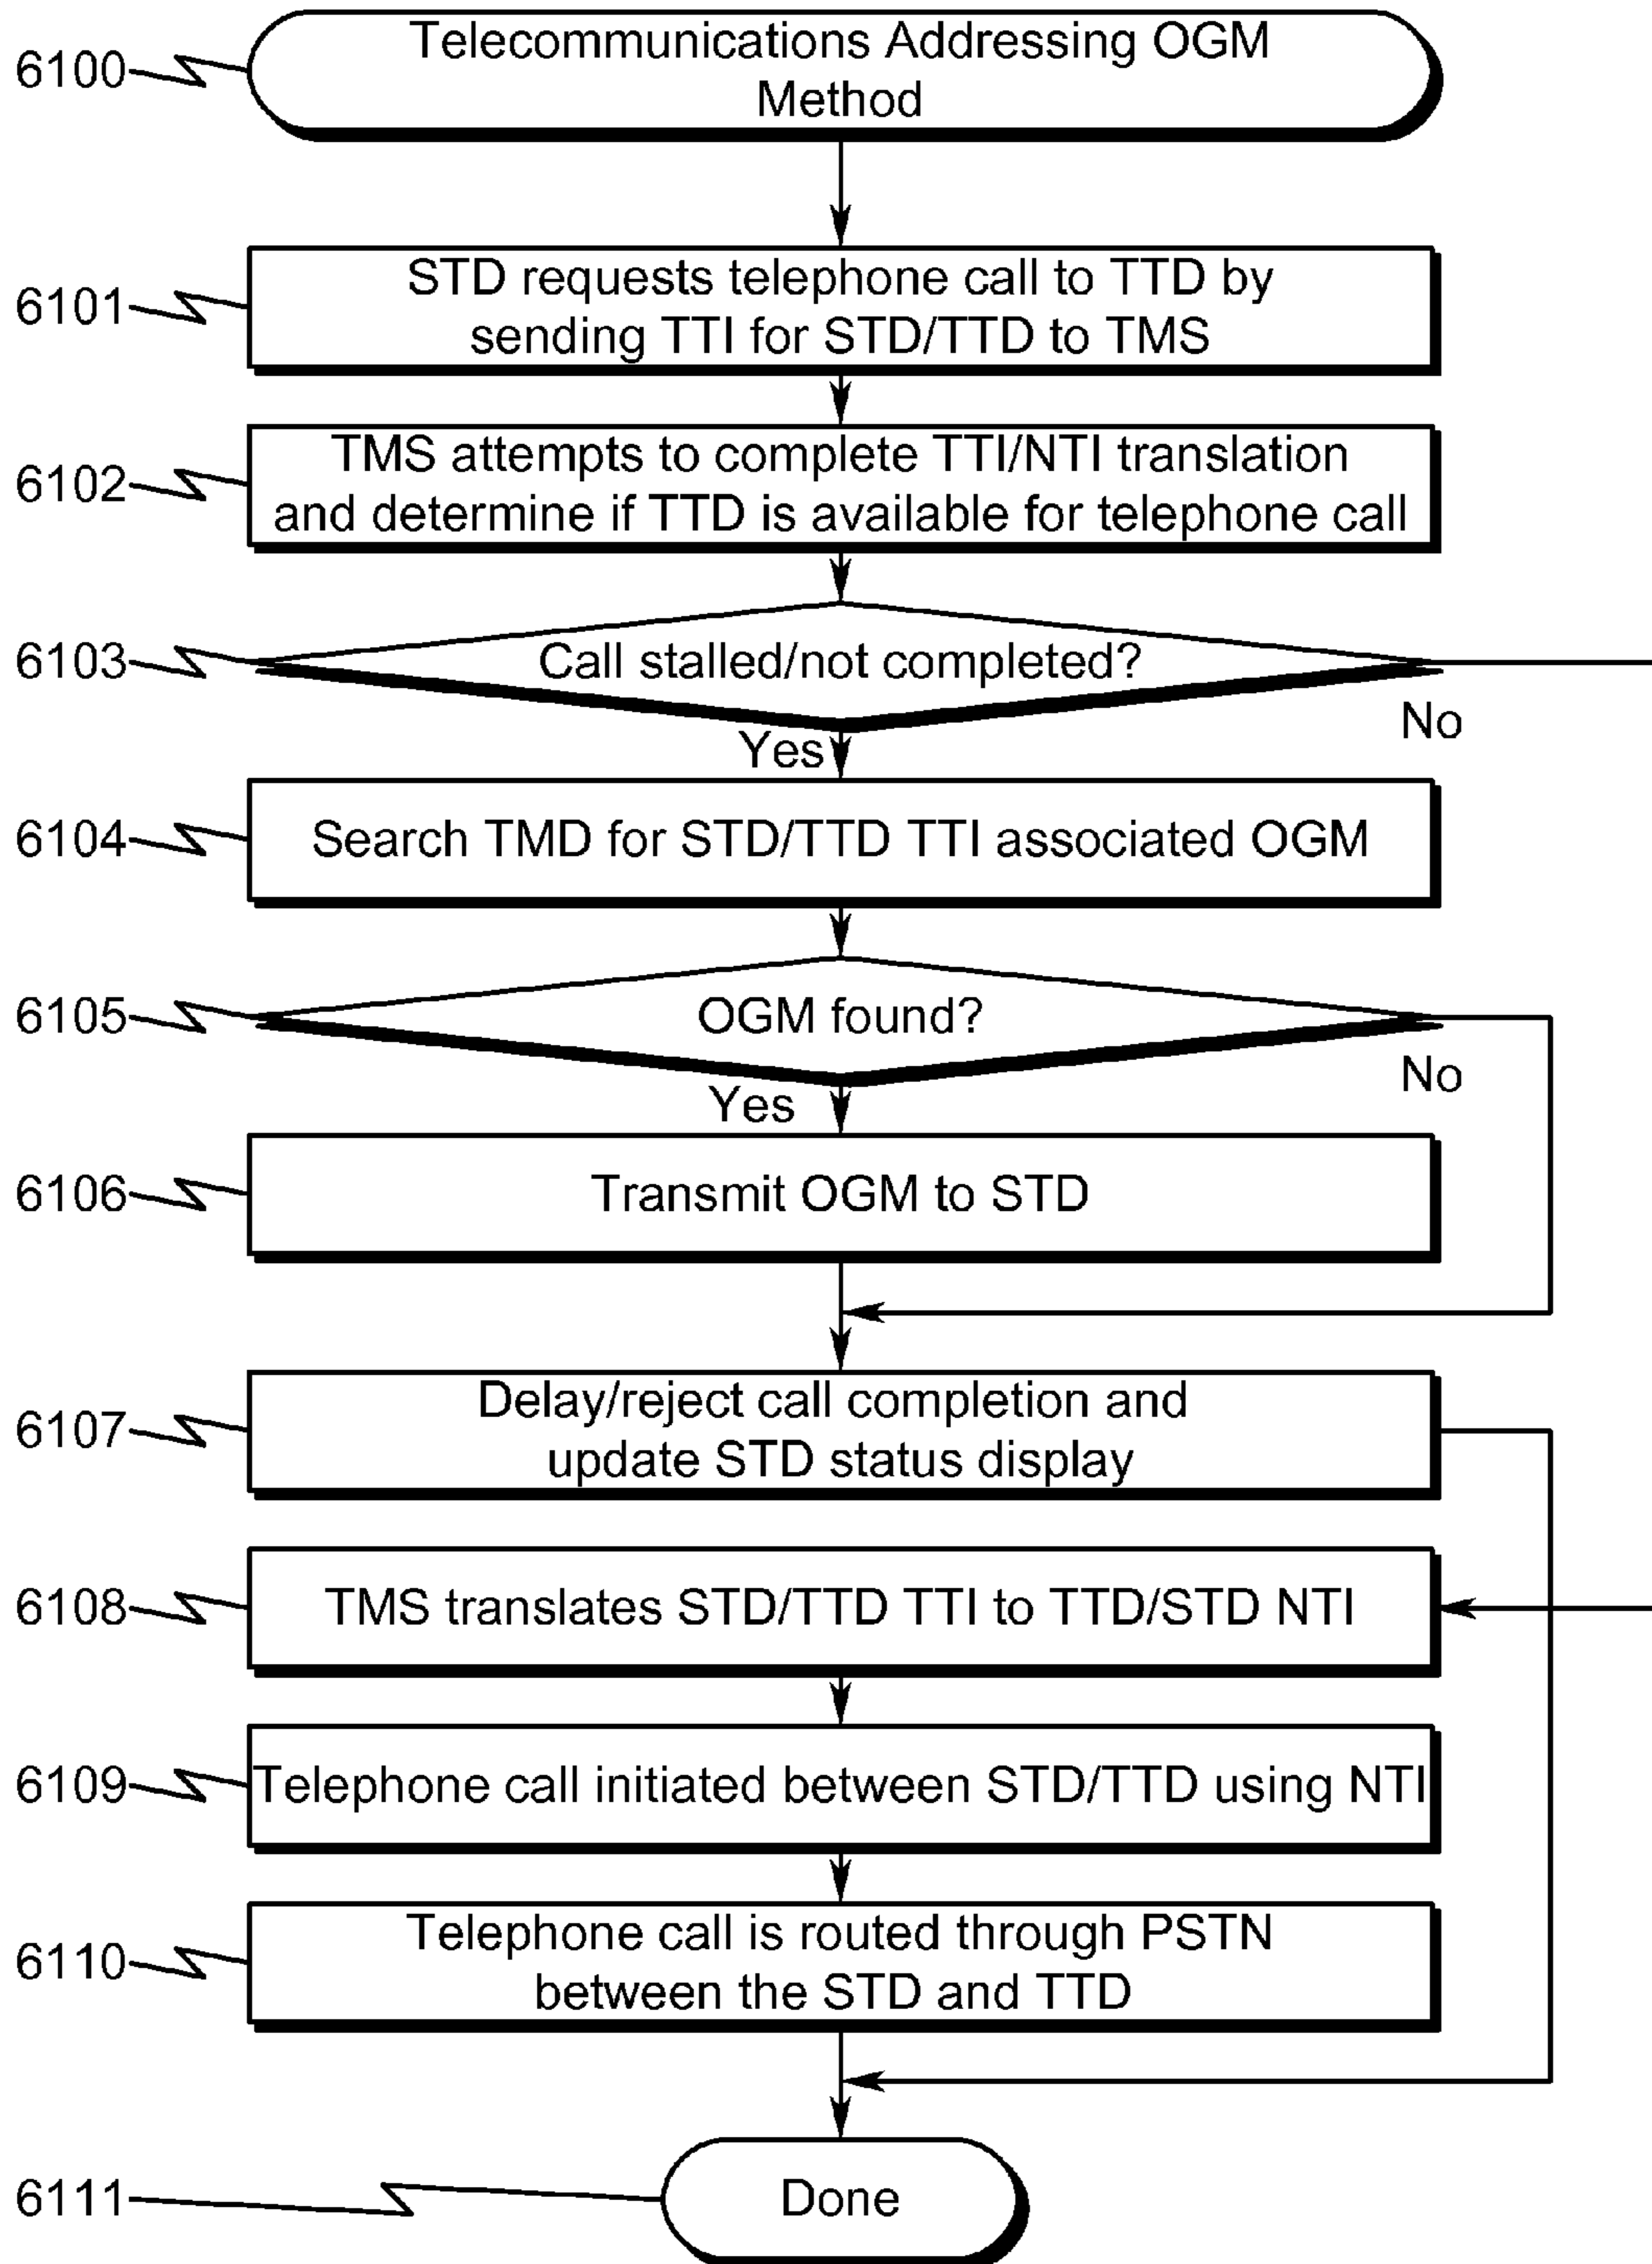 6100
Telecommunications Addressing OGM
Method
6101
STD requests telephone call to TTD by
sending TTI for STD/TTD to TMS
6102
TMS attempts to complete TTI/NTI translation
and determine if TTD is available for telephone call
6103
Call stalled/not completed?
No
Yes
6104
Search TMD for STD/TTD TTI associated OGM
6105
OGM found?
No
Yes
6106
Transmit OGM to STD
6107
Delay/reject call completion and
update STD status display
6108
TMS translates STD/TTD TTI to TTD/STD NTI
6109
Telephone call initiated between STD/TTD using NTI
6110
Telephone call is routed through PSTN
between the STD and TTD
6111
Done